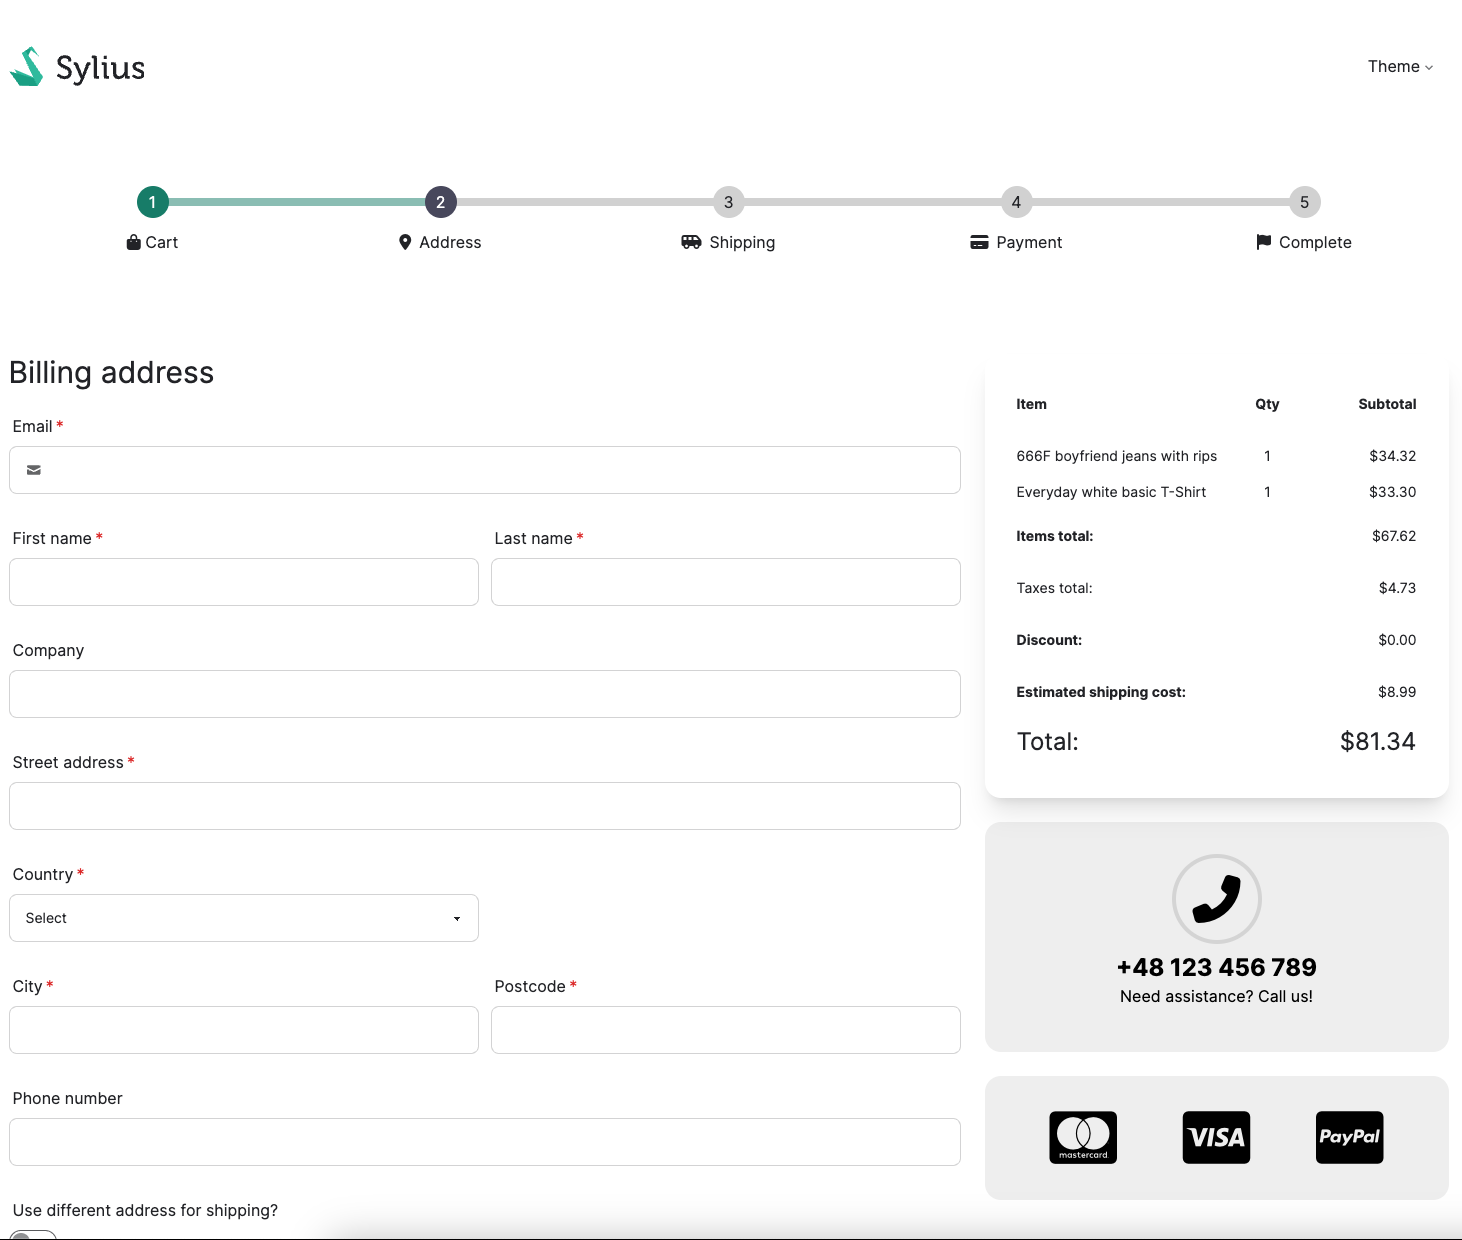 Sylius
Theme
1 2 3 4 5
Cart Address Shipping Payment Complete
Billing address
Email *
First name * Last name *
Company
Street address *
Country *
Select
City * Postcode *
Phone number
Use different address for shipping?
Item Qty Subtotal
666F boyfriend jeans with rips 1 $34.32
Everyday white basic T-Shirt 1 $33.30
Items total: $67.62
Taxes total: $4.73
Discount: $0.00
Estimated shipping cost: $8.99
Total: $81.34
+48 123 456 789
Need assistance? Call us!
mastercard. VISA PayPal